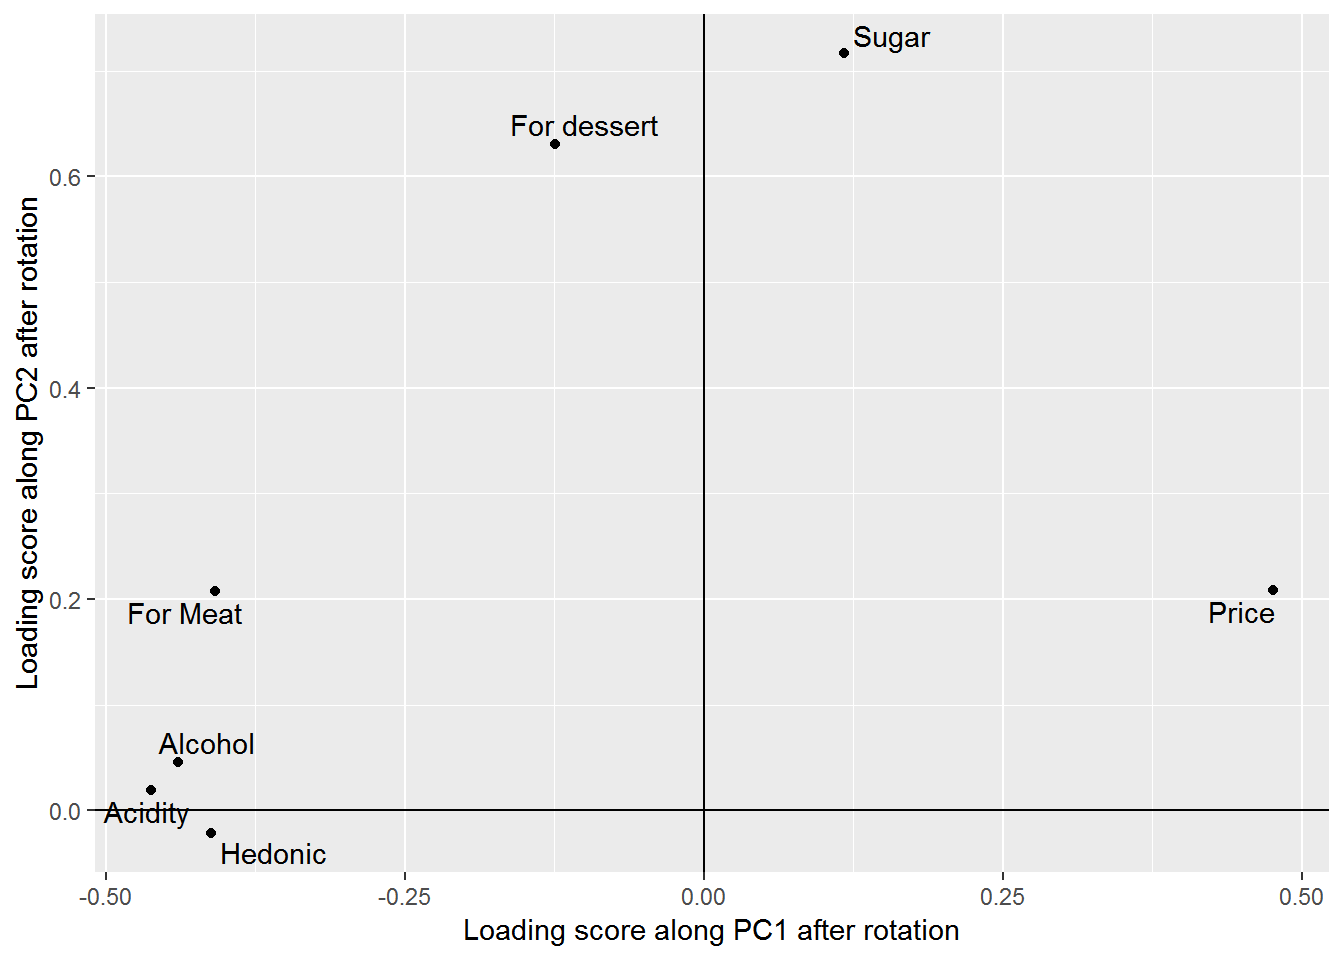 Sugar
For dessert
For Meat
Price
Alcohol
Acidity
Hedonic
0.6
0.4
0.2
0.0
-0.50
-0.25
0.00
0.25
0.50
Loading score along PC1 after rotation
Loading score along PC2 after rotation